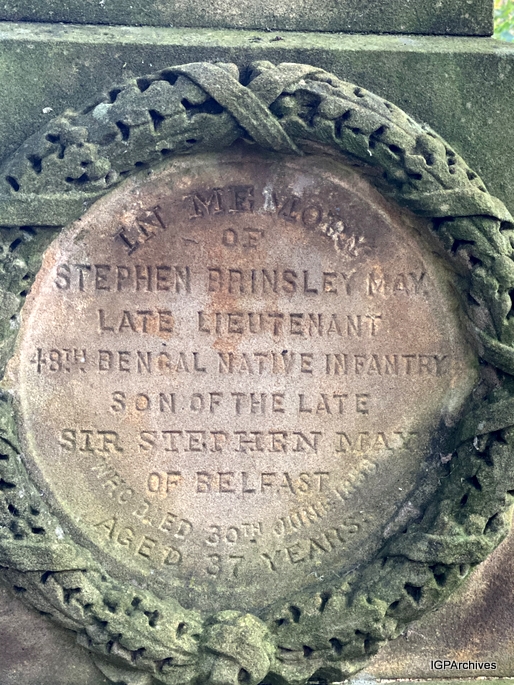 IN MEMORY
OF
STEPHEN BRINSLEY MAY.
LATE LIEUTENANT
48TH BENGAL NATIVE INFANTRY
SON OF THE LATE
SIR STEPHEN MAY
OF BELFAST
WHO DIED 30TH JUNE
AGED 37 YEARS.
IGPArchives